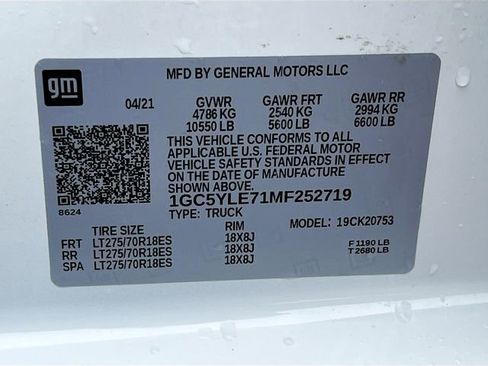 gm
MFD BY GENERAL MOTORS LLC
04/21 GVWR GAWR FRT GAWR RR
4786 KG 2540 KG 2994 KG
10550 LB 5600 LB 6600 LB
THIS VEHICLE CONFORMS TO ALL
APPLICABLE U.S. FEDERAL MOTOR
VEHICLE SAFETY STANDARDS IN EFFECT
ON THE DATE OF MANUFACTURE
SHOWN ABOVE.
8624 1GC5YLE71MF252719
TYPE: TRUCK MODEL: 19CK20753
TIRE SIZE RIM
FRT LT275/70R18ES 18X8J F 1190 LB
RR LT275/70R18ES 18X8J T 2680 LB
SPA LT275/70R18ES 18X8J